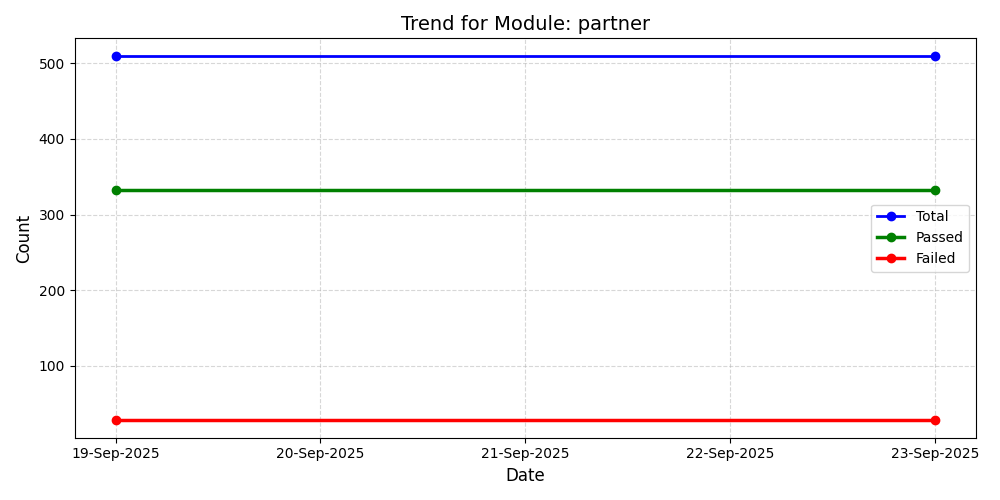 Trend for Module: partner
Count
500
400
300
200
100
Total
Passed
Failed
19-Sep-2025 20-Sep-2025 21-Sep-2025 22-Sep-2025 23-Sep-2025
Date